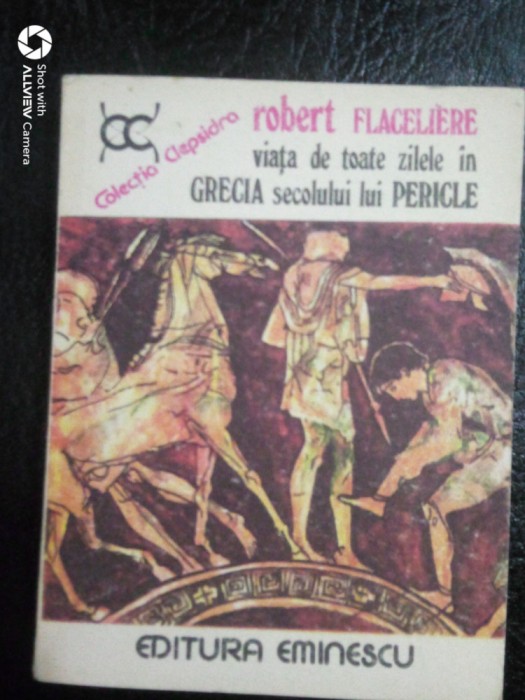 Shot with
ALLVIEW Camera
Colecția Clepsidra
robert FLACELIÈRE
viața de toate zilele în
GRECIA secolului lui PERICLE
EDITURA EMINESCU